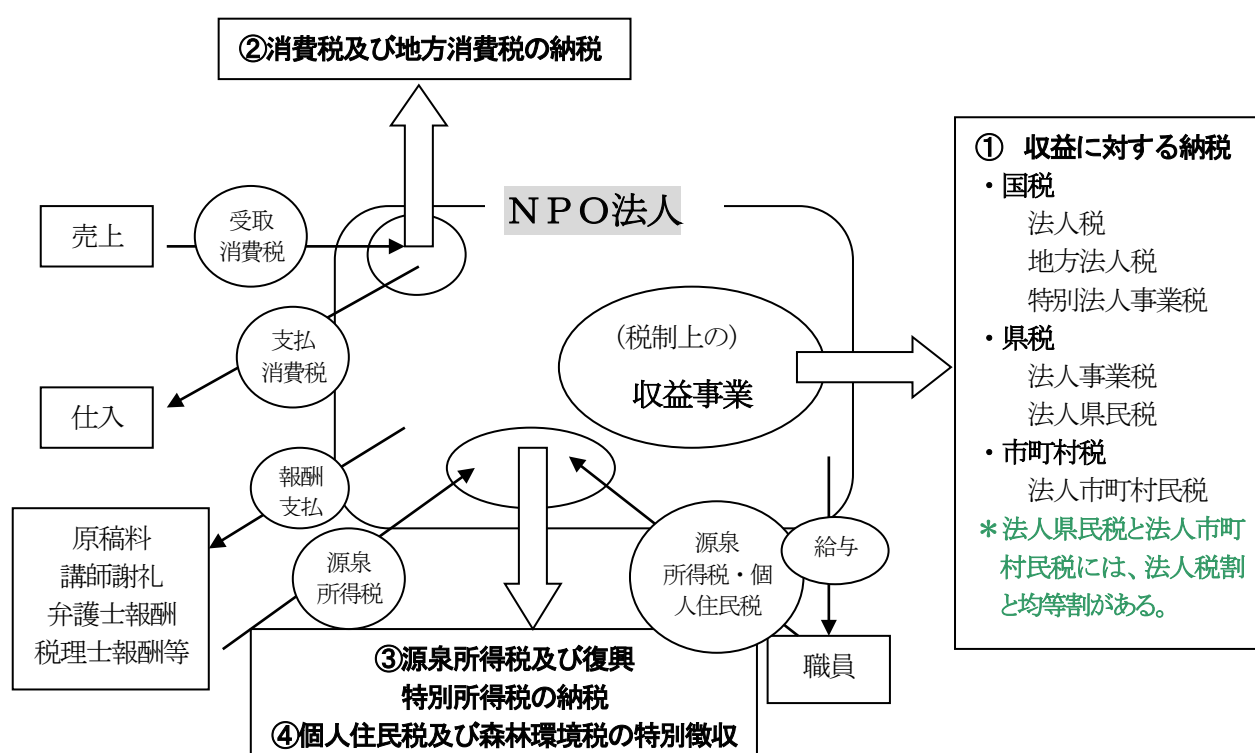 ②消費税及び地方消費税の納税
NPO法人
売上
受取
消費税
支払
消費税
仕入
(税制上の)
収益事業
報酬
支払
原稿料
講師謝礼
弁護士報酬
税理士報酬等
源泉
所得税
源泉
所得税・個
人住民税
給与
職員
③源泉所得税及び復興
特別所得税の納税
④個人住民税及び森林環境税の特別徴収
① 収益に対する納税
・国税
法人税
地方法人税
特別法人事業税
・県税
法人事業税
法人県民税
・市町村税
法人市町村民税
＊法人県民税と法人市町
村民税には、法人税割
と均等割がある。